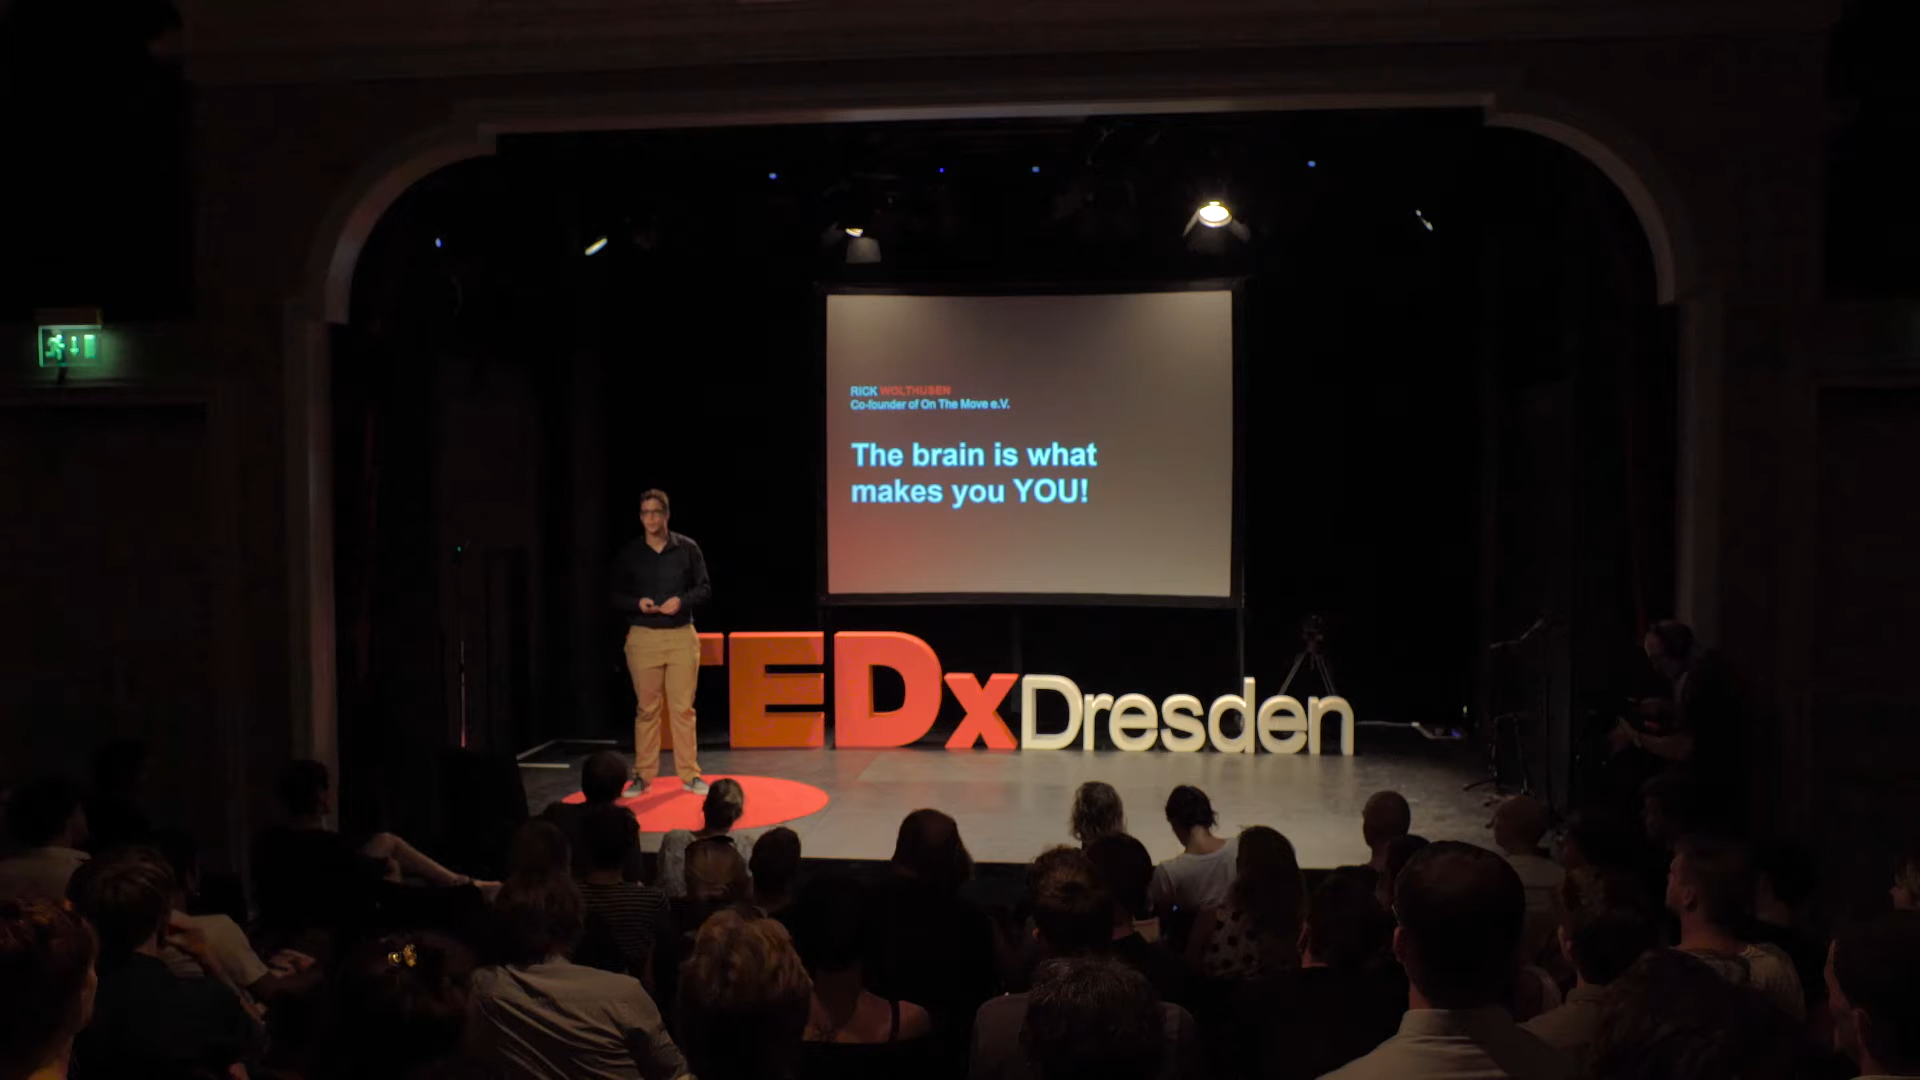 RICK WOLTHUSEN
Co-founder of On The Move e.V.
The brain is what
makes you YOU!
TEDxDresden